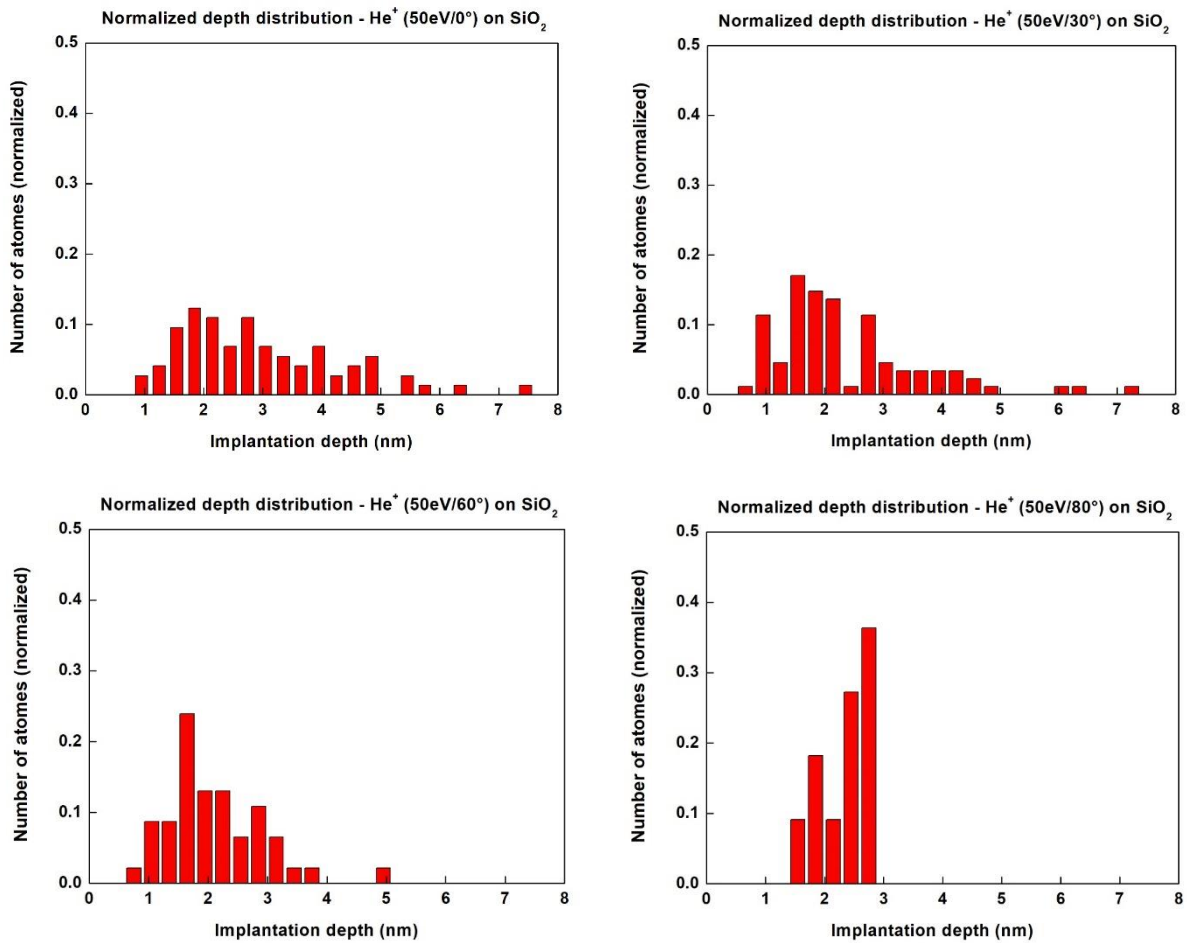 Normalized depth distribution - He⁺ (50eV/0°) on SiO₂
Number of atomes (normalized)
0.5
0.4
0.3
0.2
0.1
0.0
0 1 2 3 4 5 6 7 8
Implantation depth (nm)
Normalized depth distribution - He⁺ (50eV/30°) on SiO₂
Number of atomes (normalized)
0.5
0.4
0.3
0.2
0.1
0.0
0 1 2 3 4 5 6 7 8
Implantation depth (nm)
Normalized depth distribution - He⁺ (50eV/60°) on SiO₂
Number of atomes (normalized)
0.5
0.4
0.3
0.2
0.1
0.0
0 1 2 3 4 5 6 7 8
Implantation depth (nm)
Normalized depth distribution - He⁺ (50eV/80°) on SiO₂
Number of atomes (normalized)
0.5
0.4
0.3
0.2
0.1
0.0
0 1 2 3 4 5 6 7 8
Implantation depth (nm)